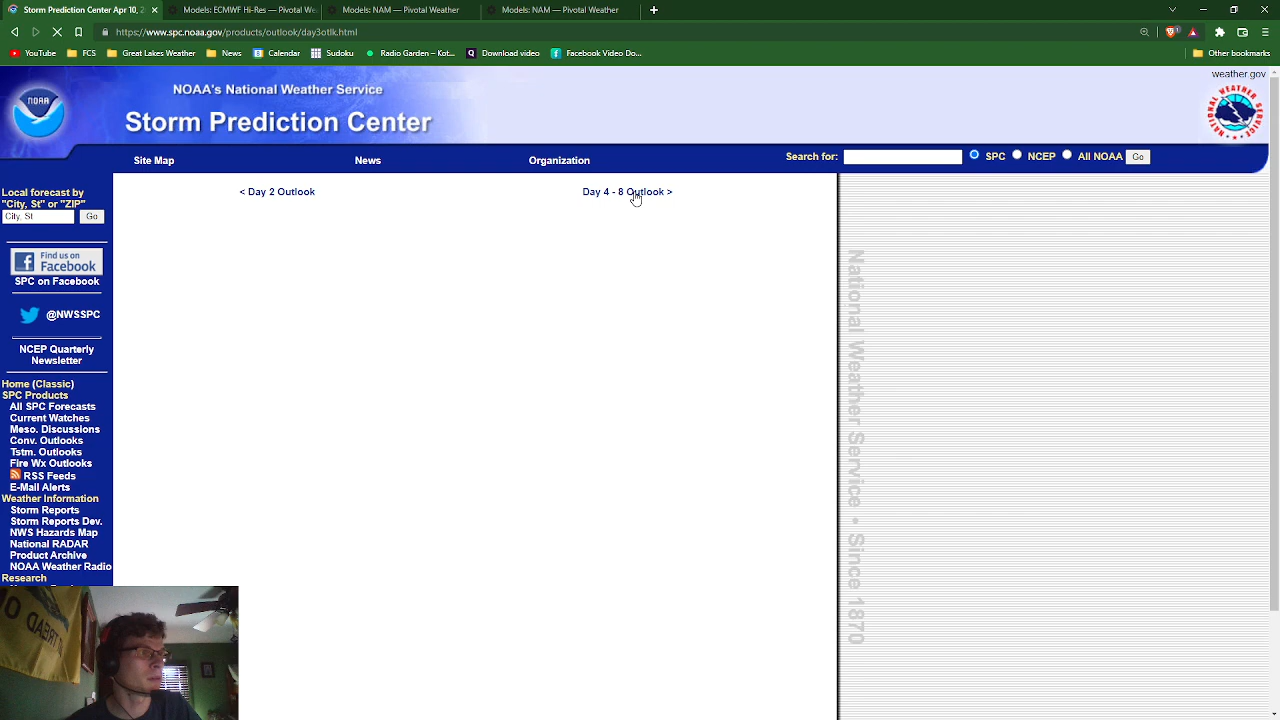 Storm Prediction Center Apr 10, 2
Models: ECMWF Hi-Res — Pivotal We
Models: NAM — Pivotal Weather
Models: NAM — Pivotal Weather
https://www.spc.noaa.gov/products/outlook/day3otlk.html
YouTube
FCS
Great Lakes Weather
News
Calendar
Sudoku
Radio Garden – Kot...
Download video
Facebook Video Do...
Other bookmarks
weather.gov
NOAA
NOAA's National Weather Service
Storm Prediction Center
NATIONAL WEATHER SERVICE
Site Map
News
Organization
Search for:
SPC
NCEP
All NOAA
Go
Local forecast by
"City, St" or "ZIP"
City, St
Go
Find us on
Facebook
SPC on Facebook
@NWSSPC
NCEP Quarterly
Newsletter
Home (Classic)
SPC Products
All SPC Forecasts
Current Watches
Meso. Discussions
Conv. Outlooks
Tstm. Outlooks
Fire Wx Outlooks
RSS Feeds
E-Mail Alerts
Weather Information
Storm Reports
Storm Reports Dev.
NWS Hazards Map
National RADAR
Product Archive
NOAA Weather Radio
Research
< Day 2 Outlook
Day 4 - 8 Outlook >
National Weather Service • Since 1870